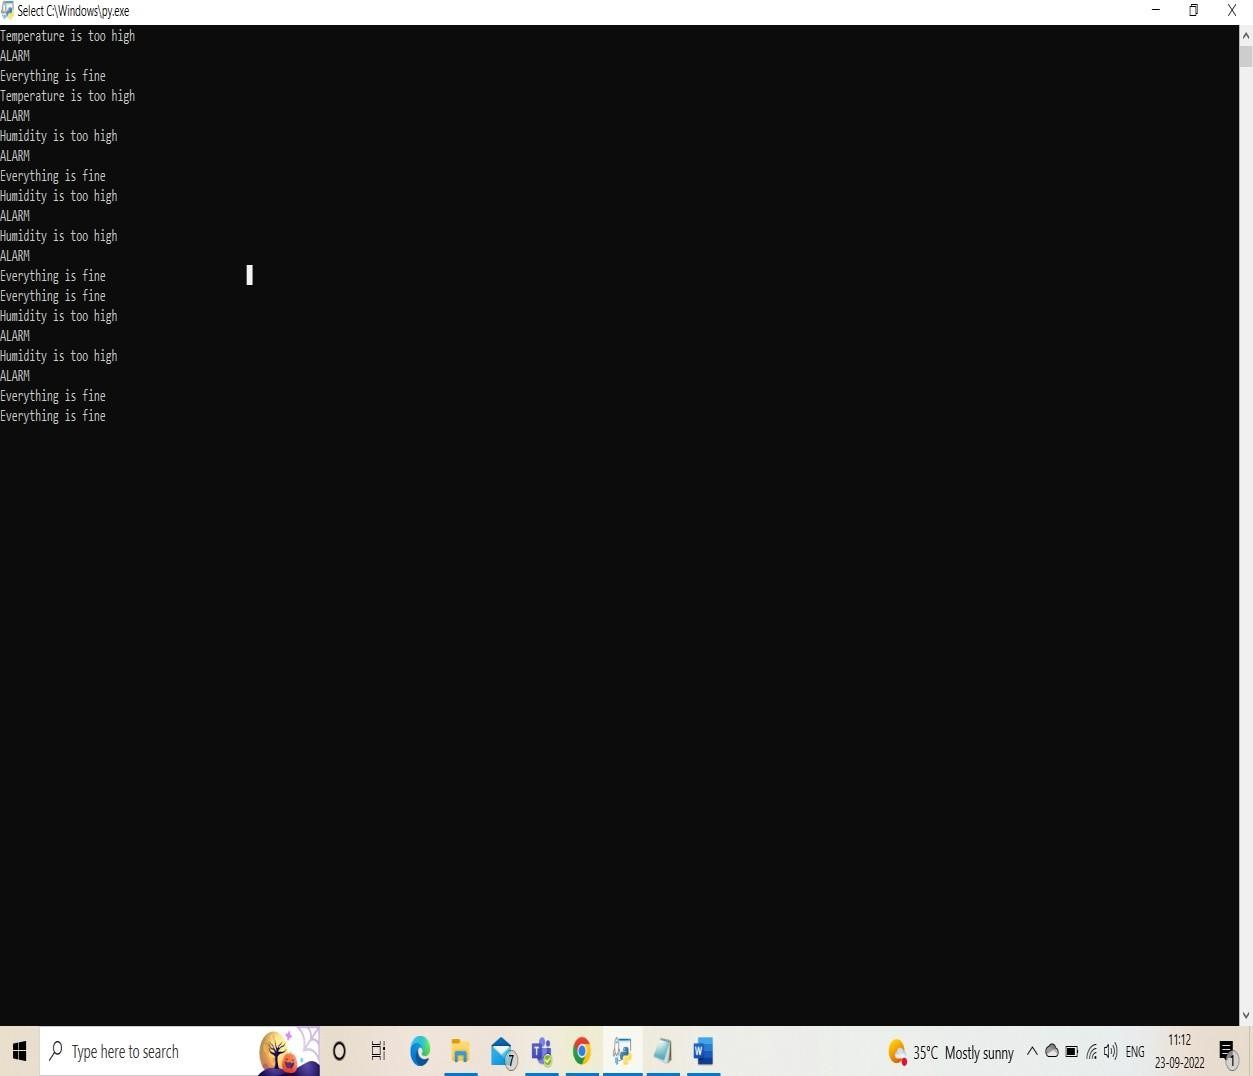 Select C:\Windows\py.exe
Temperature is too high
ALARM
Everything is fine
Temperature is too high
ALARM
Humidity is too high
ALARM
Everything is fine
Humidity is too high
ALARM
Humidity is too high
ALARM
Everything is fine
Everything is fine
Humidity is too high
ALARM
Humidity is too high
ALARM
Everything is fine
Everything is fine
Type here to search
7
35°C Mostly sunny
ENG
11:12
23-09-2022
1